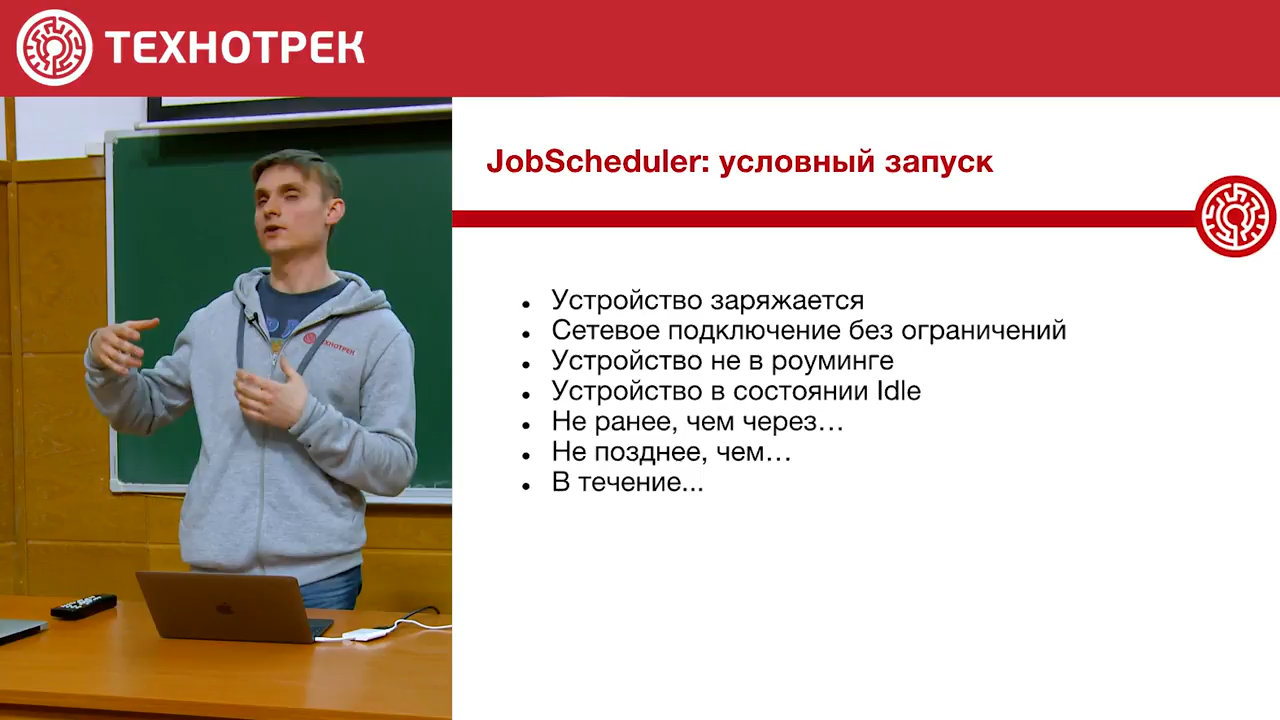 ТЕХНОТРЕК
JobScheduler: условный запуск
Устройство заряжается
Сетевое подключение без ограничений
Устройство не в роуминге
Устройство в состоянии Idle
Не ранее, чем через…
Не позднее, чем…
В течение...
ТЕХНОТРЕК